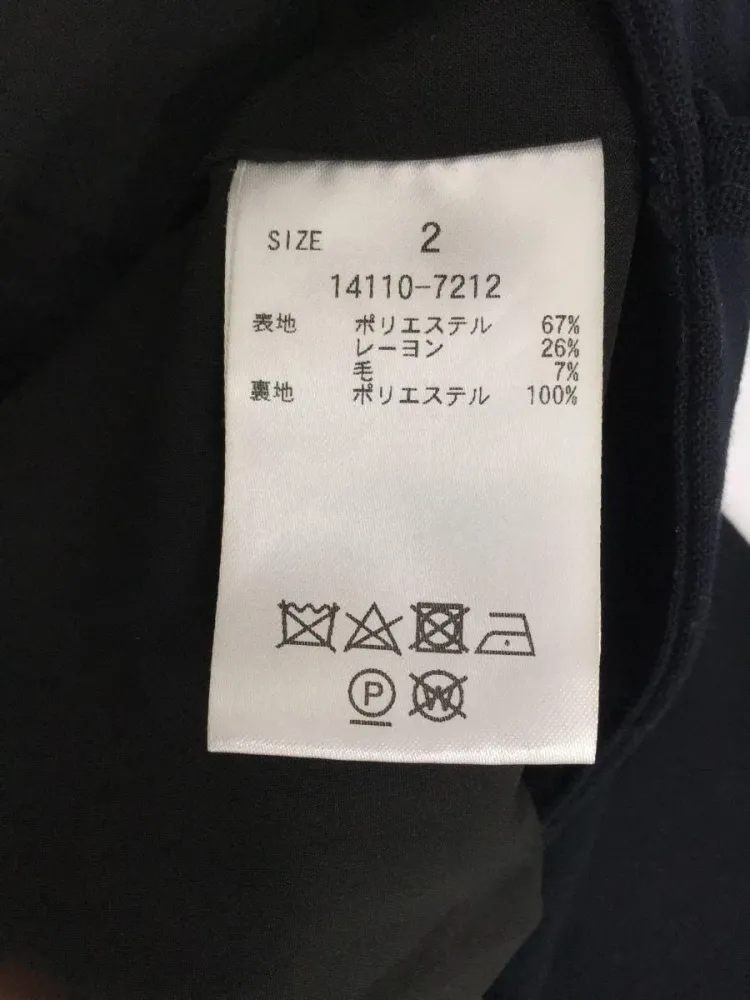 SIZE 2
14110-7212
表地 ポリエステル 67%
レーヨン 26%
毛 7%
裏地 ポリエステル 100%
P W